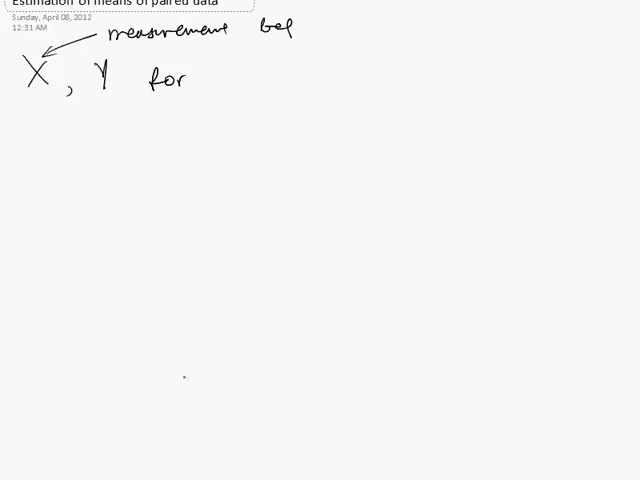 Estimation of means of paired data
Sunday, April 08, 2012
12:31 AM
measurement bef
X, Y for